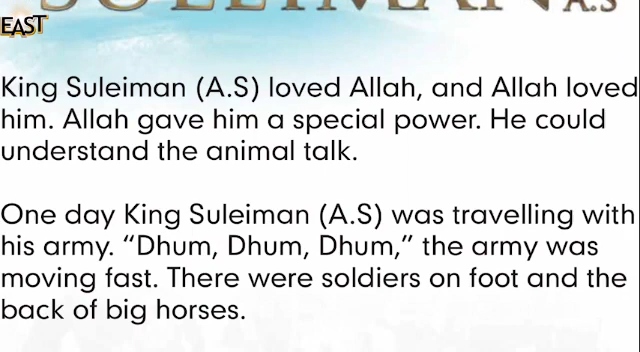 SULEIMAN A.S
EAST
King Suleiman (A.S) loved Allah, and Allah loved
him. Allah gave him a special power. He could
understand the animal talk.
One day King Suleiman (A.S) was travelling with
his army. “Dhum, Dhum, Dhum,” the army was
moving fast. There were soldiers on foot and the
back of big horses.